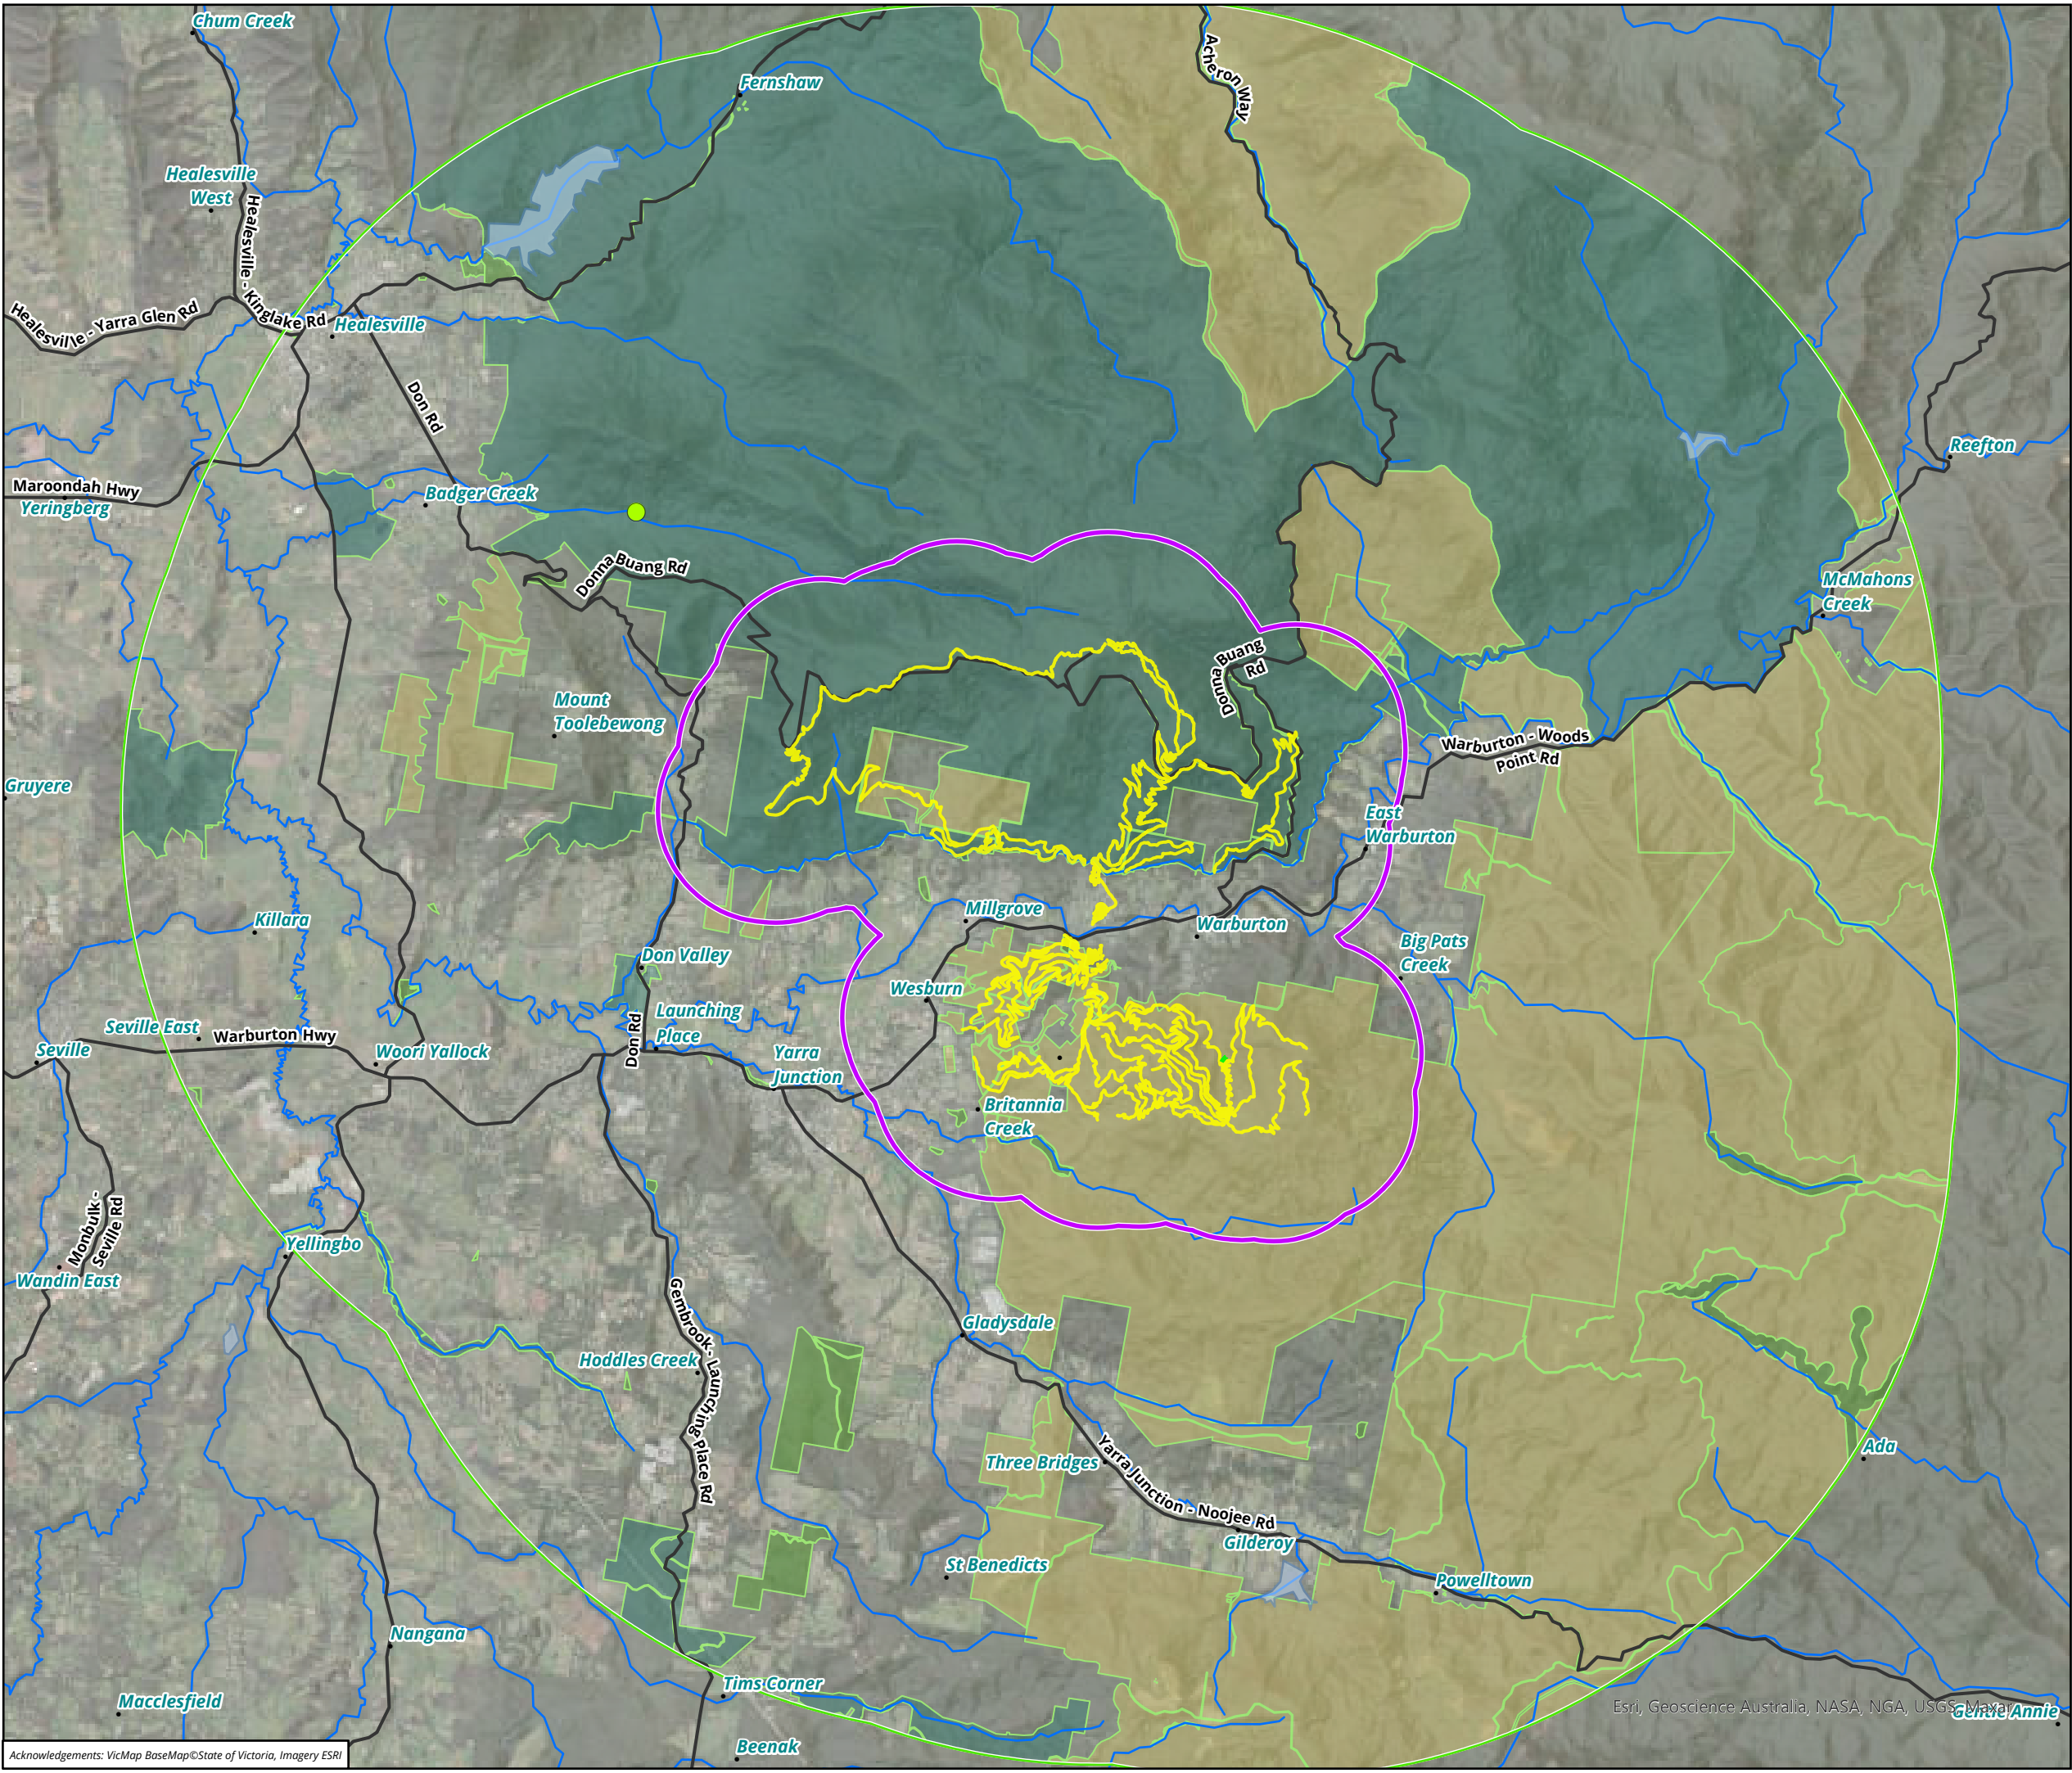 Chum Creek
Acheron Way
Fernshaw
Healesville
West
Healesville - Kinglake Rd
Healesville - Yarra Glen Rd
Healesville
Don Rd
Reefton
Maroondah Hwy
Yeringberg
Badger Creek
Donna Buang Rd
McMahons
Creek
Donna Buang
Rd
Mount
Toolebewong
Warburton - Woods
Point Rd
Gruyere
East
Warburton
Killara
Millgrove
Warburton
Big Pats
Creek
Don Valley
Wesburn
Launching
Place
Don Rd
Seville East
Warburton Hwy
Seville
Woori Yallock
Yarra
Junction
Britannia
Creek
Monbulk -
Seville Rd
Yellingbo
Wandin East
Gembrook - Launching Place Rd
Gladysdale
Hoddles Creek
Ada
Three Bridges
Yarra Junction - Noojee Rd
Gilderoy
St Benedicts
Powelltown
Nangana
Tims Corner
Macclesfield
Esri, Geoscience Australia, NASA, NGA, USGS, Maxar
Gentle Annie
Beenak
Acknowledgements: VicMap BaseMap©State of Victoria, Imagery ESRI